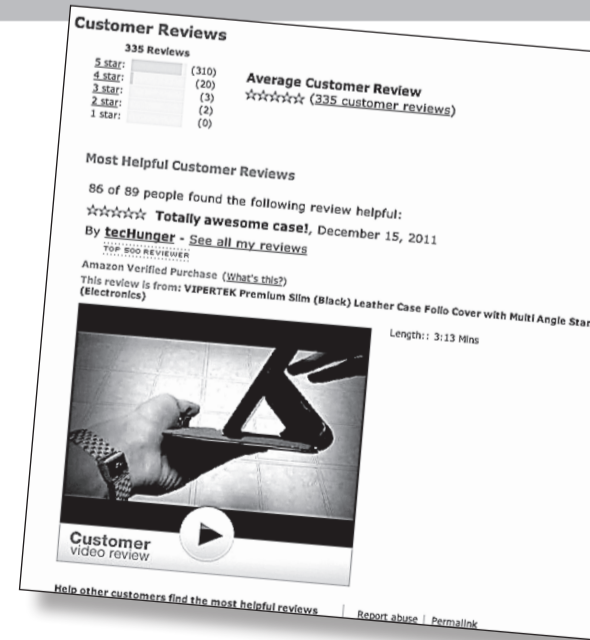 Customer Reviews
335 Reviews
5 star: (310)
4 star: (20)
3 star: (3)
2 star: (2)
1 star: (0)
Average Customer Review
☆☆☆☆☆ (335 customer reviews)
Most Helpful Customer Reviews
86 of 89 people found the following review helpful:
☆☆☆☆☆ Totally awesome case!, December 15, 2011
By tecHunger - See all my reviews
TOP 500 REVIEWER
Amazon Verified Purchase (What's this?)
This review is from: VIPERTEK Premium Slim (Black) Leather Case Folio Cover with Multi Angle
(Electronics)
Length:: 3:13 Mins
Customer
video review
Help other customers find the most helpful reviews
Report abuse | Permalink